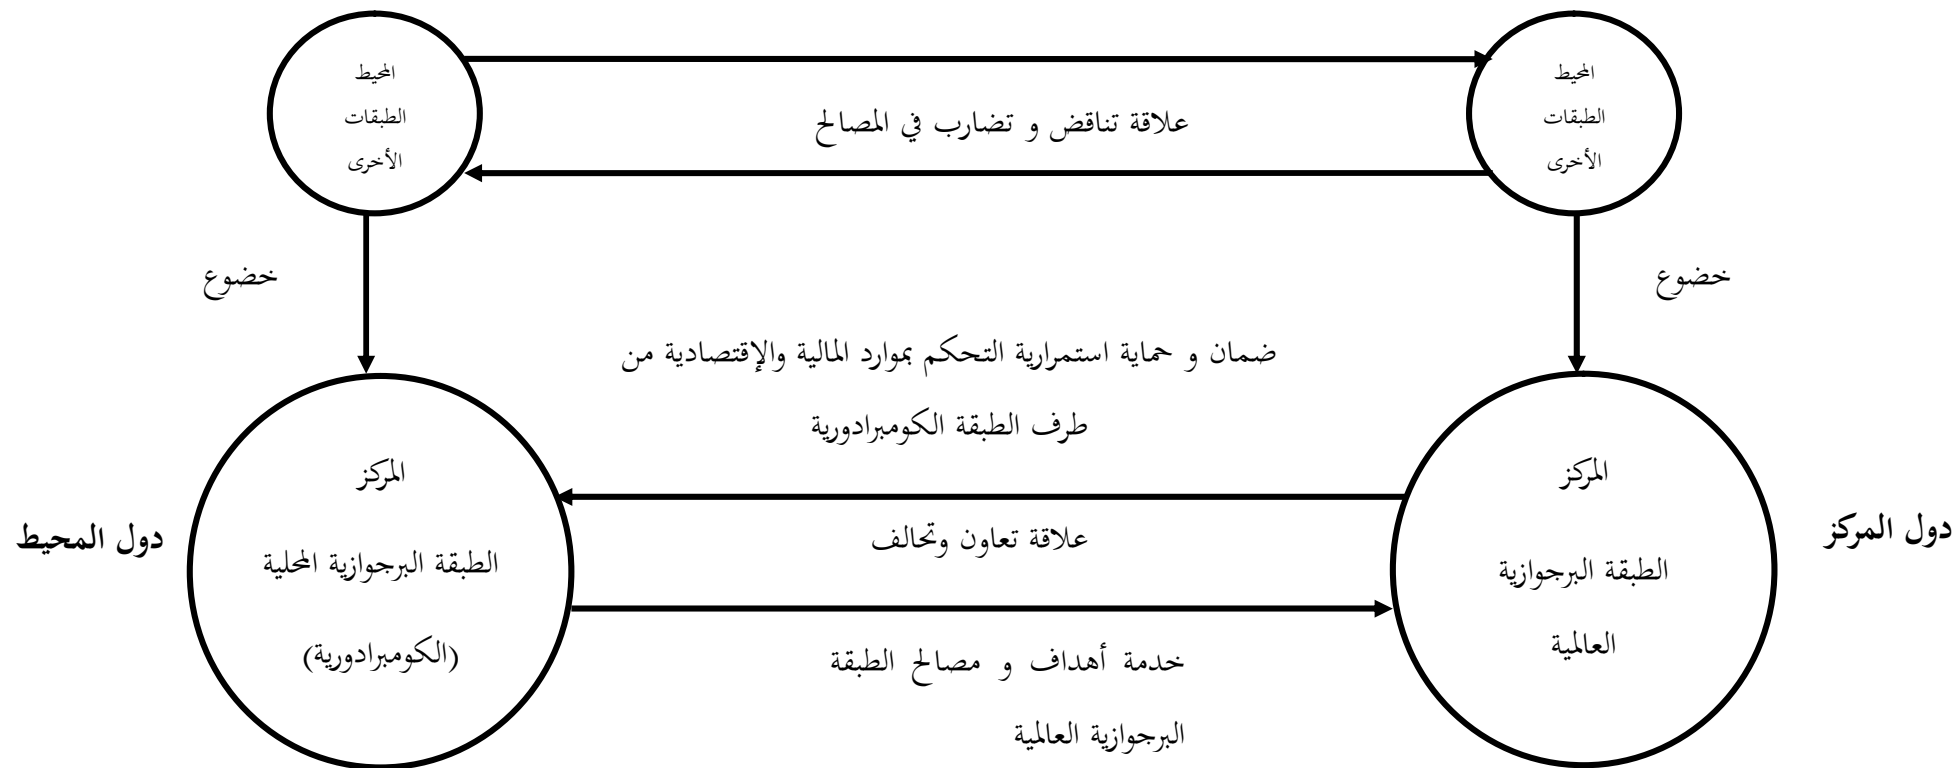 المحيط
الطبقات
الأخرى
المحيط
الطبقات
الأخرى
علاقة تناقض و تضارب في المصالح
خضوع
خضوع
ضمان و حماية استمرارية التحكم بموارد المالية والإقتصادية من
طرف الطبقة الكومبرادورية
دول المركز
المركز
الطبقة البرجوازية
العالمية
علاقة تعاون وتحالف
المركز
الطبقة البرجوازية المحلية
(الكومبرادورية)
دول المحيط
خدمة أهداف و مصالح الطبقة
البرجوازية العالمية